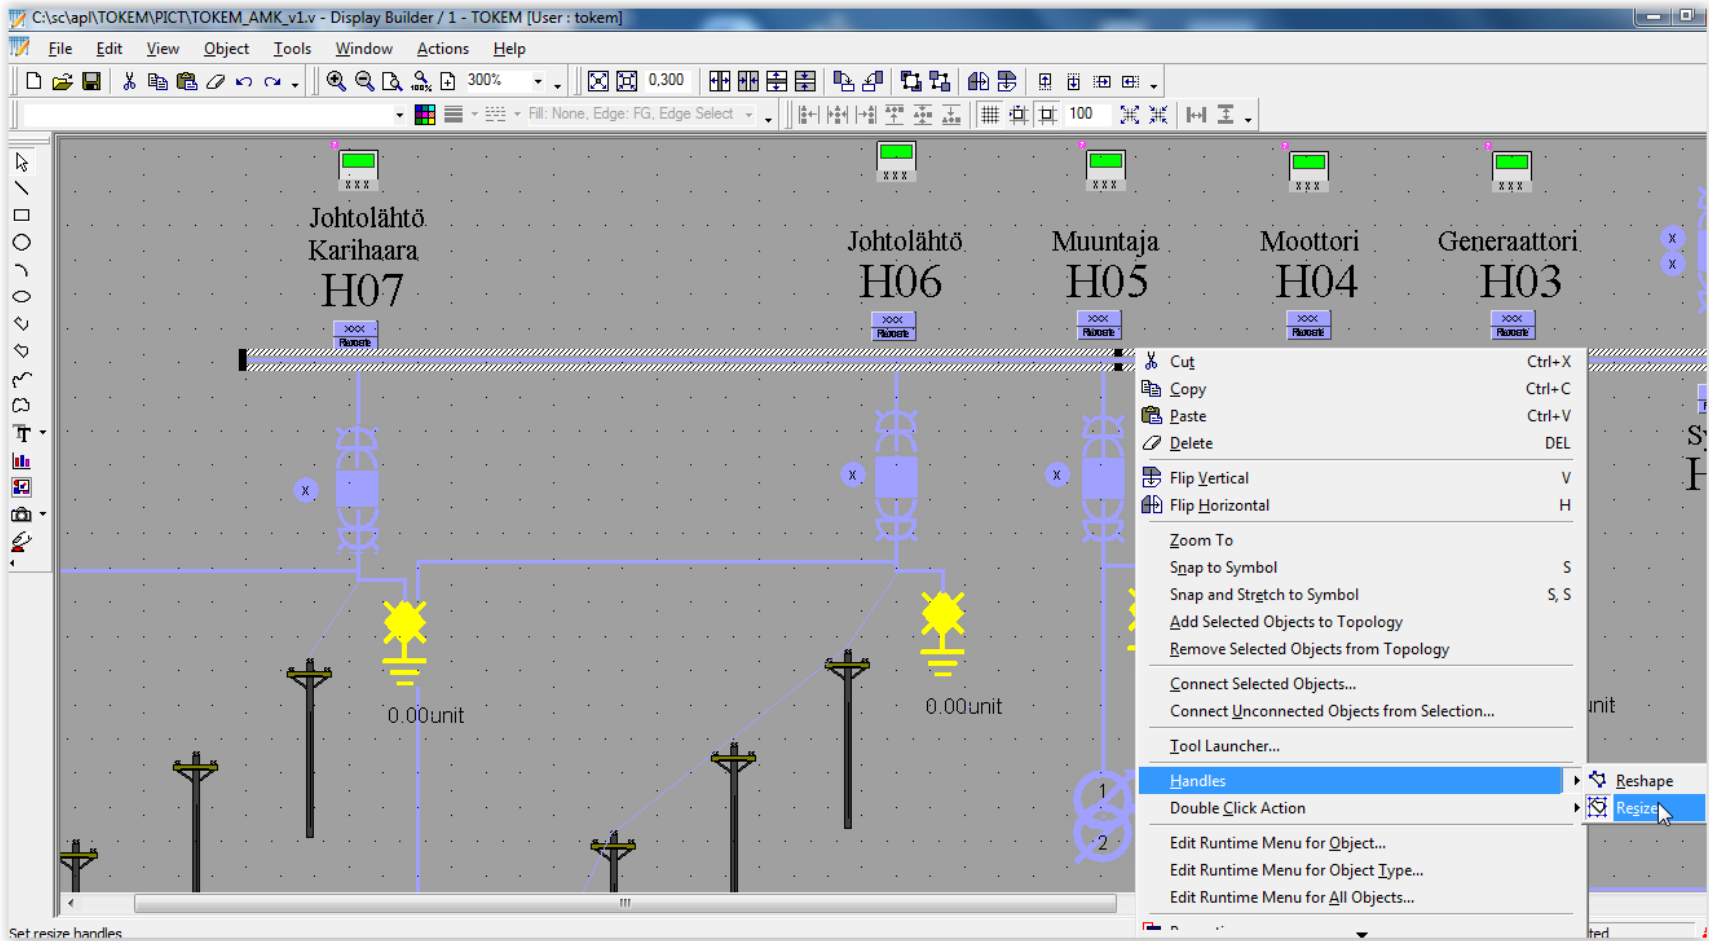 C:\sc\apl\TOKEM\PICT\TOKEM_AMK_v1.v - Display Builder / 1 - TOKEM [User : tokem]
File Edit View Object Tools Window Actions Help
100% 300% 0,300
Fill: None, Edge: FG, Edge Select 100
X X X X X X X X X X X X X X X
Johtolähtö
Karihaara
H07
Johtolähtö
H06
Muuntaja
H05
Moottori
H04
Generaattori
H03
X
X
XXX XXX XXX XXX XXX
X X X
0.00unit
0.00unit
1
2
Cut Ctrl+X
Copy Ctrl+C
Paste Ctrl+V
Delete DEL
Flip Vertical V
Flip Horizontal H
Zoom To
Snap to Symbol S
Snap and Stretch to Symbol S, S
Add Selected Objects to Topology
Remove Selected Objects from Topology
Connect Selected Objects...
Connect Unconnected Objects from Selection...
Tool Launcher...
Handles
Double Click Action
Edit Runtime Menu for Object...
Edit Runtime Menu for Object Type...
Edit Runtime Menu for All Objects...
Reshape
Resize
Set resize handles